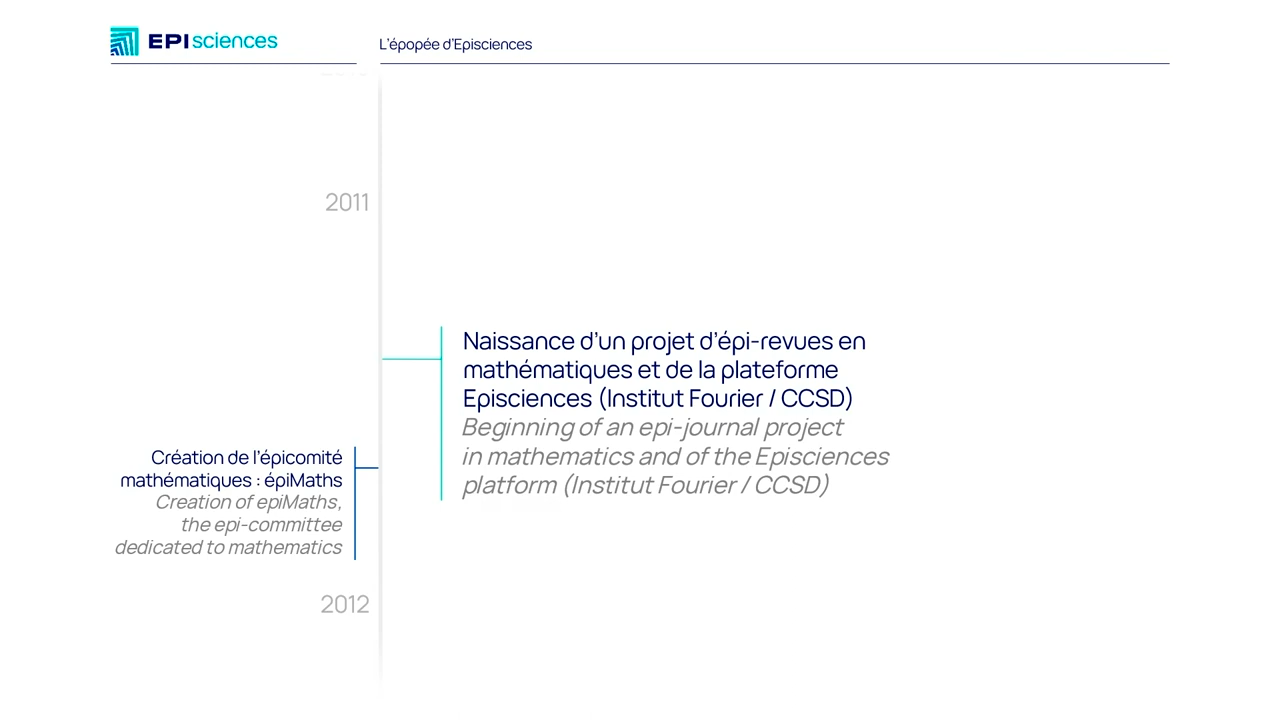 EPIsciences
L'épopée d'Episciences
2011
Naissance d'un projet d'épi-revues en
mathématiques et de la plateforme
Episciences (Institut Fourier / CCSD)
Beginning of an epi-journal project
in mathematics and of the Episciences
platform (Institut Fourier / CCSD)
Création de l'épicomité
mathématiques : épiMaths
Creation of epiMaths,
the epi-committee
dedicated to mathematics
2012